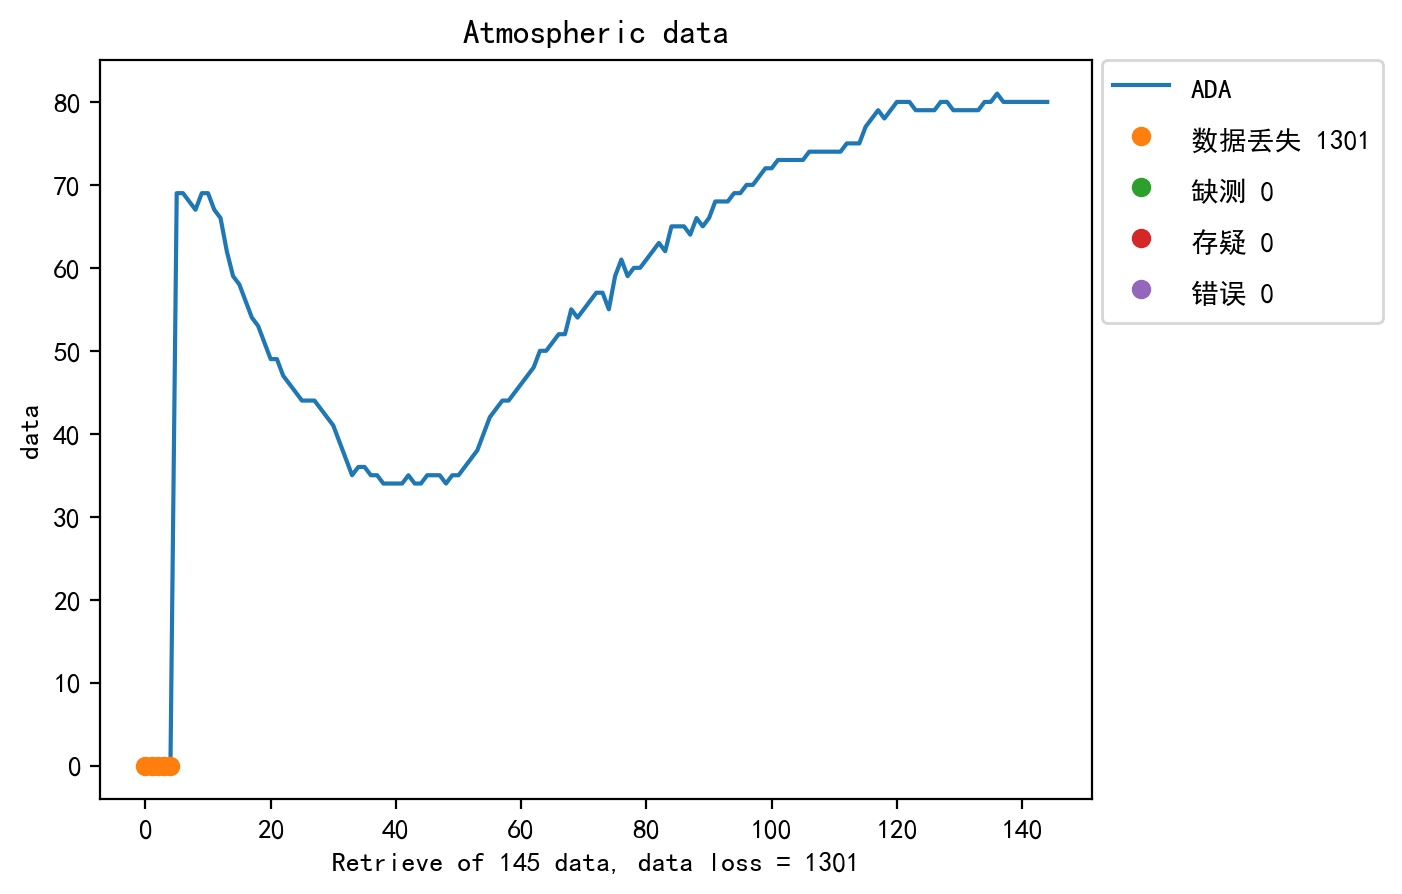 Atmospheric data
ADA
数据丢失 1301
缺测 0
存疑 0
错误 0
data
80
70
60
50
40
30
20
10
0
0 20 40 60 80 100 120 140
Retrieve of 145 data, data loss = 1301